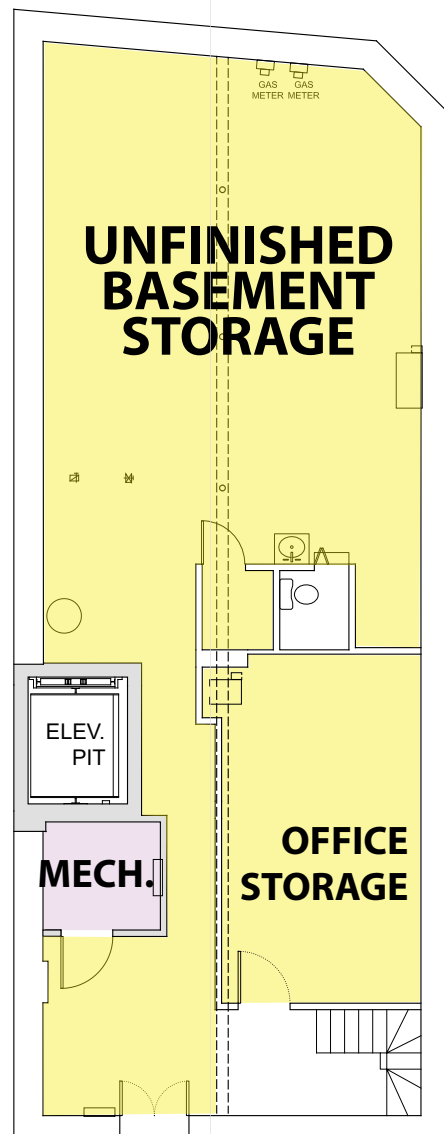 GAS
METER
GAS
METER
UNFINISHED
BASEMENT
STORAGE
ELEV.
PIT
MECH.
OFFICE
STORAGE